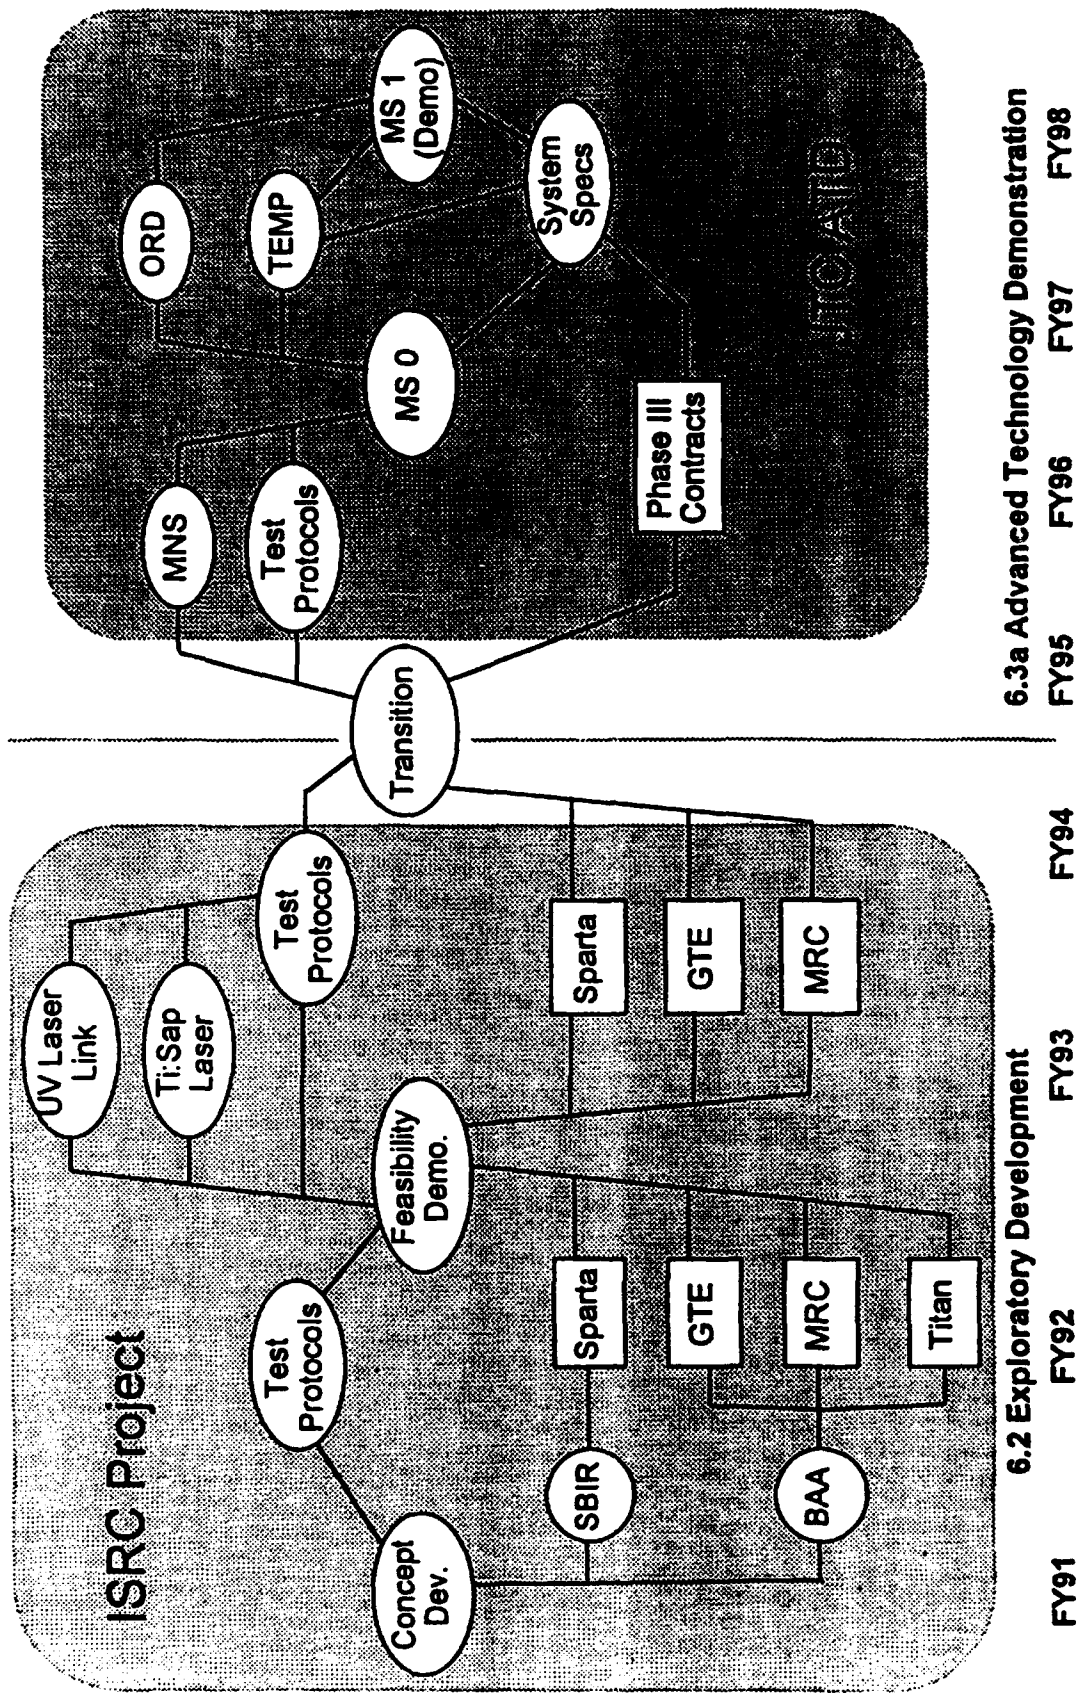 ISRC Project
UV Laser
Link
Ti:Sap
Laser
Test
Protocols
Test
Protocols
Concept
Dev.
Feasibility
Demo.
SBIR
Sparta
Sparta
GTE
GTE
BAA
MRC
MRC
Titan
Transition
MNS
Test
Protocols
ORD
TEMP
MS 0
MS 1
(Demo)
System
Specs
Phase III
Contracts
JTIC ATD
6.2 Exploratory Development
6.3a Advanced Technology Demonstration
FY91
FY92
FY93
FY94
FY95
FY96
FY97
FY98